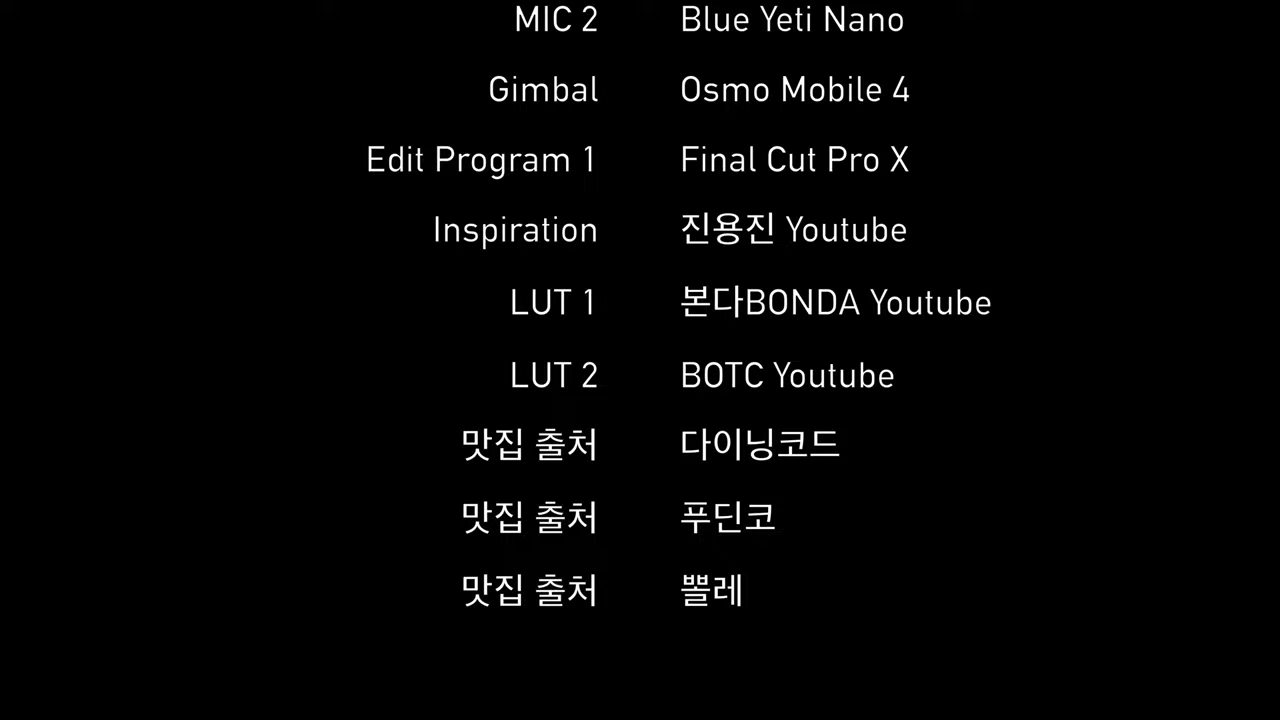 MIC 2 Blue Yeti Nano
Gimbal Osmo Mobile 4
Edit Program 1 Final Cut Pro X
Inspiration 진용진 Youtube
LUT 1 본다BONDA Youtube
LUT 2 BOTC Youtube
맛집 출처 다이닝코드
맛집 출처 푸딘코
맛집 출처 뽈레